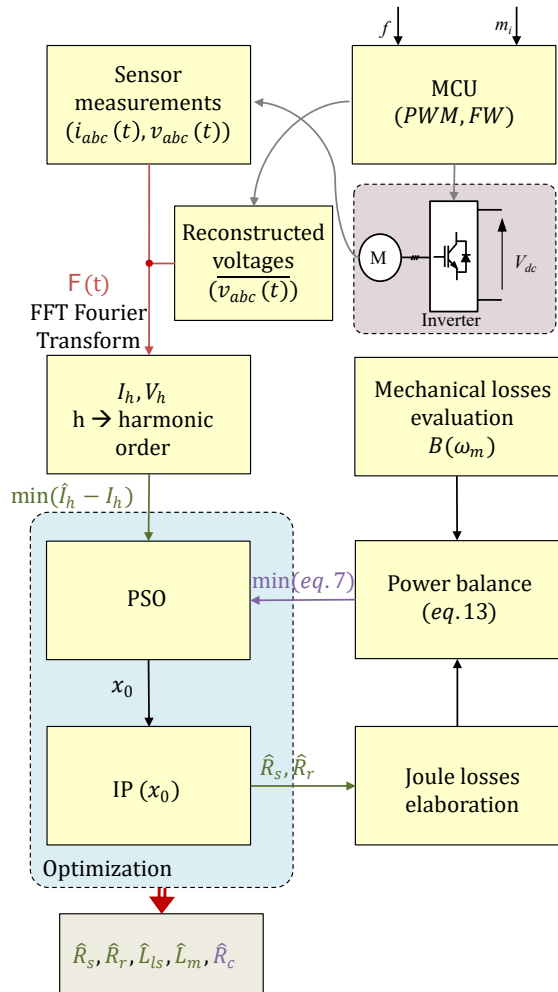 f
m_i
Sensor
measurements
(i_abc (t), v_abc (t))
MCU
(PWM, FW)
Reconstructed
voltages
(v̅_abc (t))
M
V_dc
Inverter
F(t)
FFT Fourier
Transform
I_h, V_h
h → harmonic
order
Mechanical losses
evaluation
B(ω_m)
min(Î_h − I_h)
PSO
min(eq. 7)
Power balance
(eq. 13)
x_0
IP (x_0)
R̂_s, R̂_r
Joule losses
elaboration
Optimization
R̂_s, R̂_r, L̂_ls, L̂_m, R̂_c